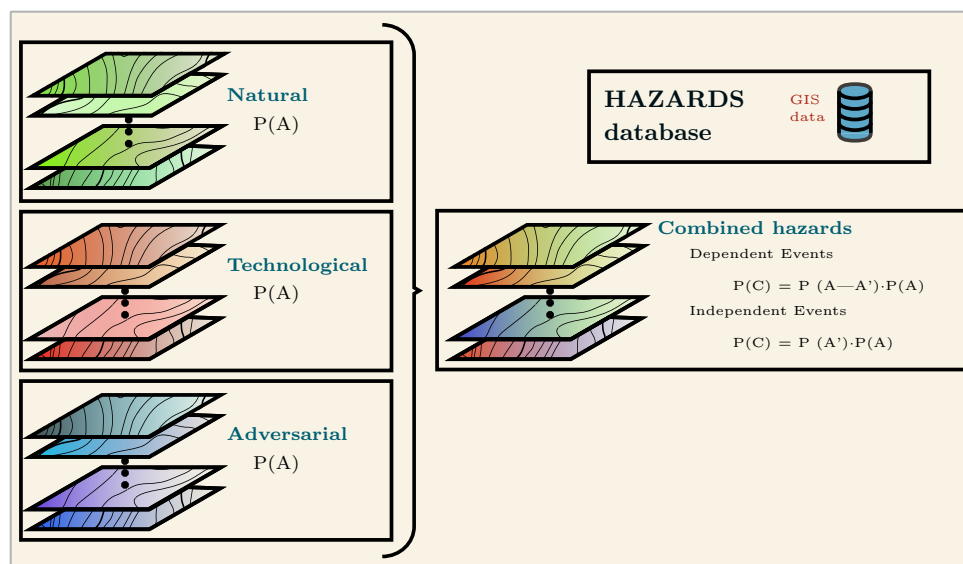 Natural
P(A)
Technological
P(A)
Adversarial
P(A)
HAZARDS
database
GIS
data
Combined hazards
Dependent Events
P(C) = P (A—A')·P(A)
Independent Events
P(C) = P (A')·P(A)